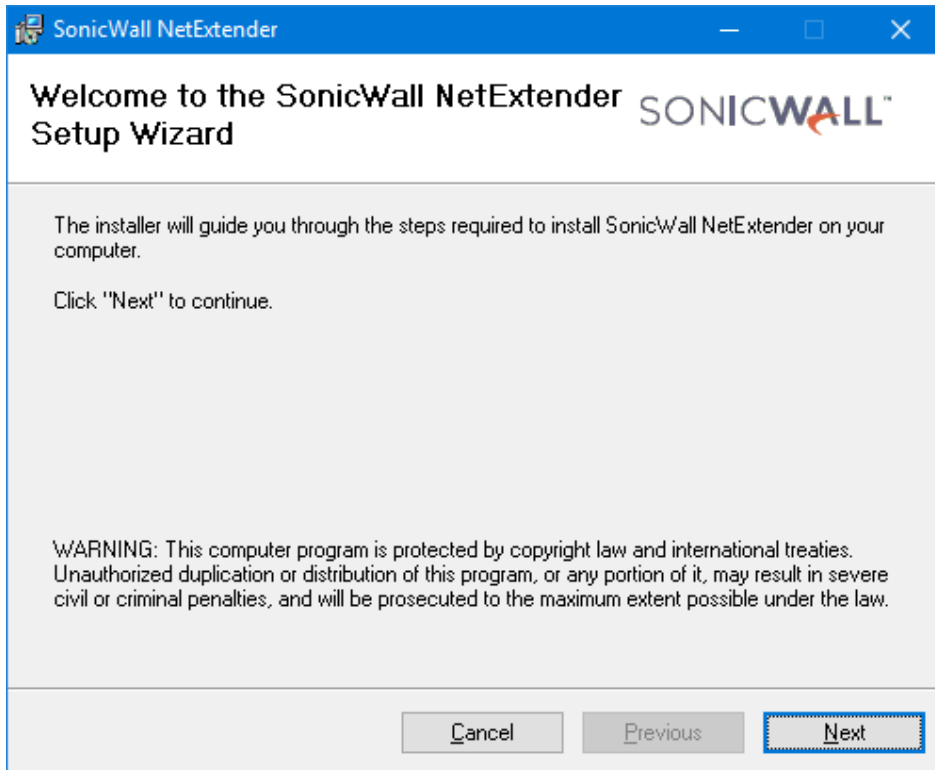 SonicWall NetExtender
Welcome to the SonicWall NetExtender
Setup Wizard
SONICWALL™
The installer will guide you through the steps required to install SonicWall NetExtender on your
computer.
Click "Next" to continue.
WARNING: This computer program is protected by copyright law and international treaties.
Unauthorized duplication or distribution of this program, or any portion of it, may result in severe
civil or criminal penalties, and will be prosecuted to the maximum extent possible under the law.
Cancel
Previous
Next